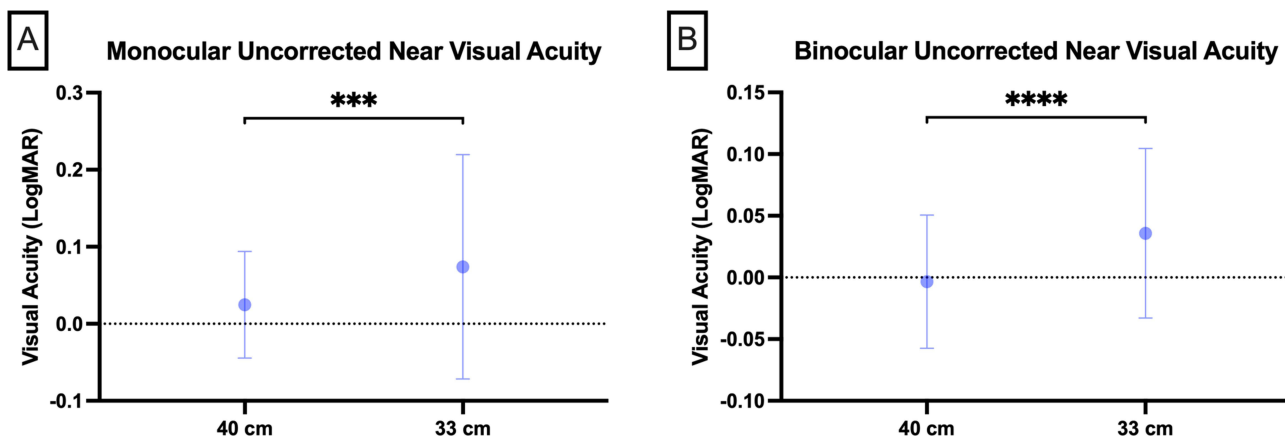 A
Monocular Uncorrected Near Visual Acuity
***
Visual Acuity (LogMAR)
0.3
0.2
0.1
0.0
-0.1
40 cm
33 cm
B
Binocular Uncorrected Near Visual Acuity
****
Visual Acuity (LogMAR)
0.15
0.10
0.05
0.00
-0.05
-0.10
40 cm
33 cm